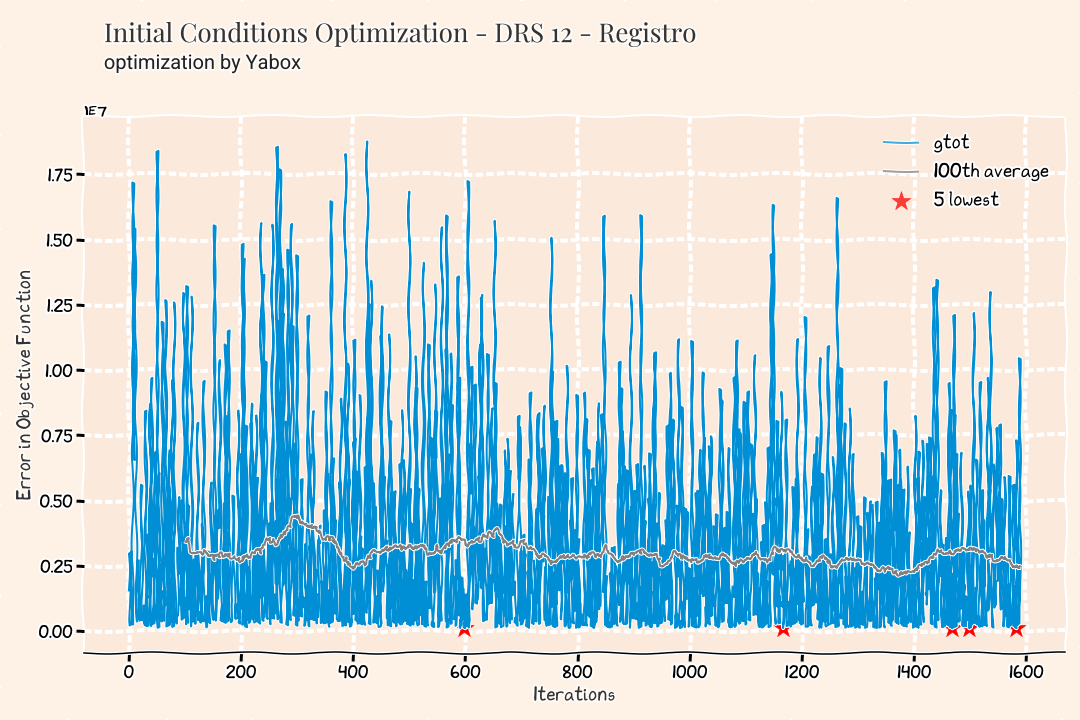 Initial Conditions Optimization - DRS 12 - Registro
optimization by Yabox
1E7
gtot
100th average
5 lowest
1.75
1.50
1.25
1.00
0.75
0.50
0.25
0.00
Error in Objective Function
0 200 400 600 800 1000 1200 1400 1600
Iterations